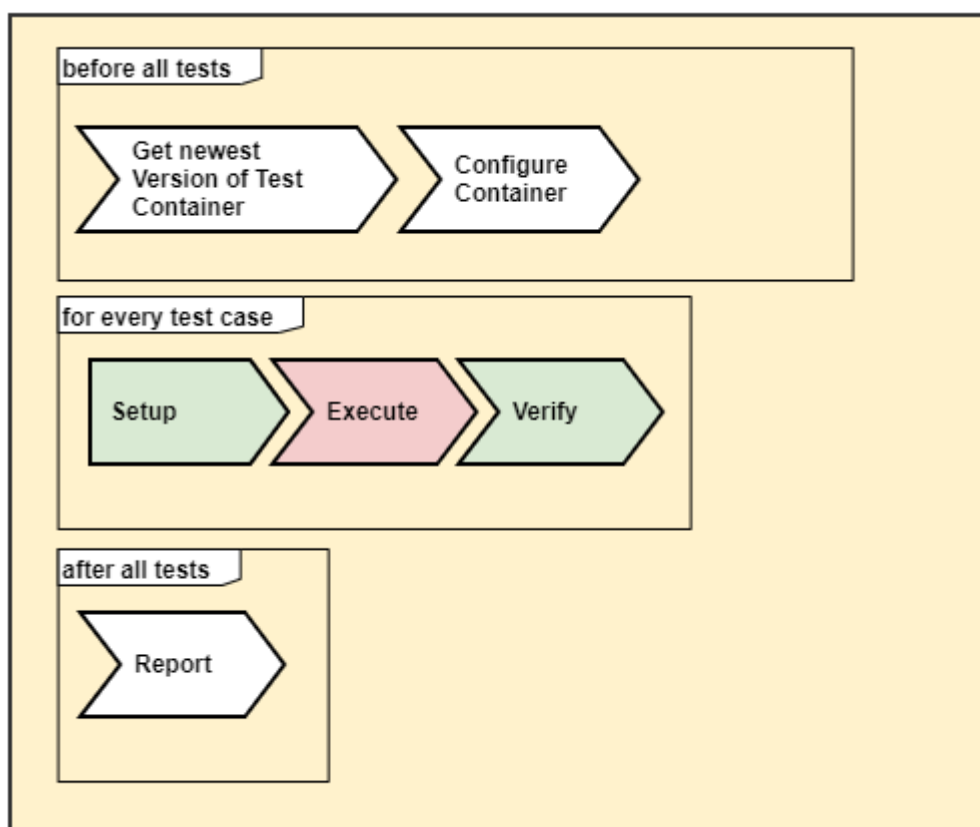 before all tests
Get newest
Version of Test
Container
Configure
Container
for every test case
Setup
Execute
Verify
after all tests
Report